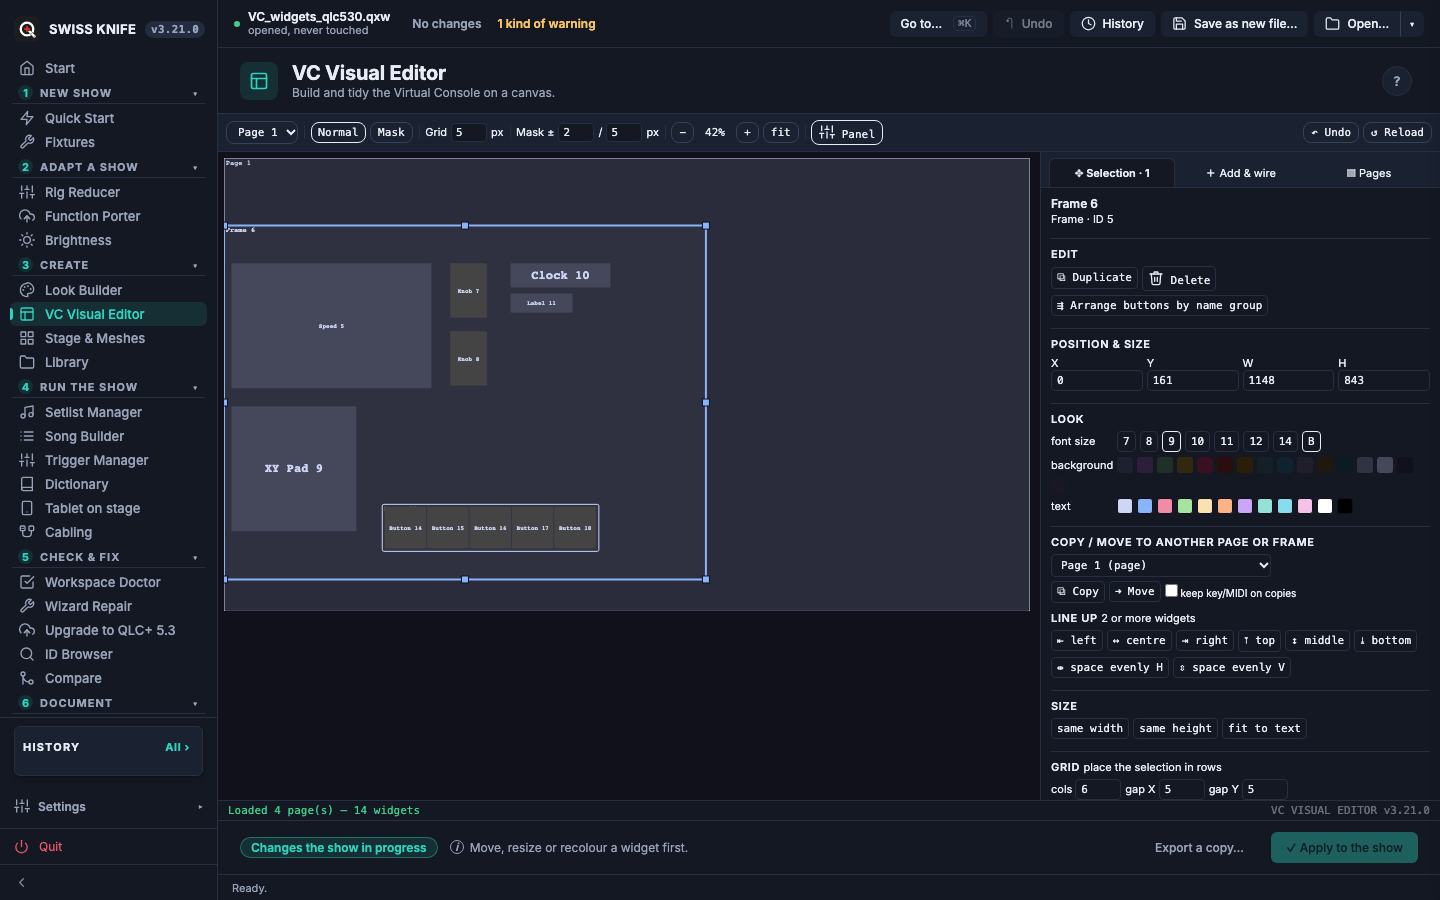 SWISS KNIFE v3.21.0
Start
1 NEW SHOW
Quick Start
Fixtures
2 ADAPT A SHOW
Rig Reducer
Function Porter
Brightness
3 CREATE
Look Builder
VC Visual Editor
Stage & Meshes
Library
4 RUN THE SHOW
Setlist Manager
Song Builder
Trigger Manager
Dictionary
Tablet on stage
Cabling
5 CHECK & FIX
Workspace Doctor
Wizard Repair
Upgrade to QLC+ 5.3
ID Browser
Compare
6 DOCUMENT
HISTORY All ›
Settings
Quit
VC_widgets_qlc530.qxw
opened, never touched
No changes 1 kind of warning
Go to... ⌘K Undo History Save as new file... Open...
VC Visual Editor
Build and tidy the Virtual Console on a canvas.
?
Page 1 Normal Mask Grid 5 px Mask ± 2 / 5 px − 42% + fit Panel
↶ Undo ↺ Reload
Page 1
Frame 6
Speed 5
Knob 7
Clock 10
Label 11
Knob 8
XY Pad 9
Button 14 Button 15 Button 16 Button 17 Button 18
Selection · 1 + Add & wire Pages
Frame 6
Frame · ID 5
EDIT
Duplicate Delete
Arrange buttons by name group
POSITION & SIZE
X Y W H
0 161 1148 843
LOOK
font size 7 8 9 10 11 12 14 B
background
text
COPY / MOVE TO ANOTHER PAGE OR FRAME
Page 1 (page)
Copy → Move keep key/MIDI on copies
LINE UP 2 or more widgets
⇤ left ↔ centre ⇥ right ⤒ top ↕ middle ⤓ bottom
⇹ space evenly H ⇳ space evenly V
SIZE
same width same height fit to text
GRID place the selection in rows
cols 6 gap X 5 gap Y 5
Loaded 4 page(s) — 14 widgets
VC VISUAL EDITOR v3.21.0
Changes the show in progress Move, resize or recolour a widget first.
Export a copy... ✓ Apply to the show
Ready.